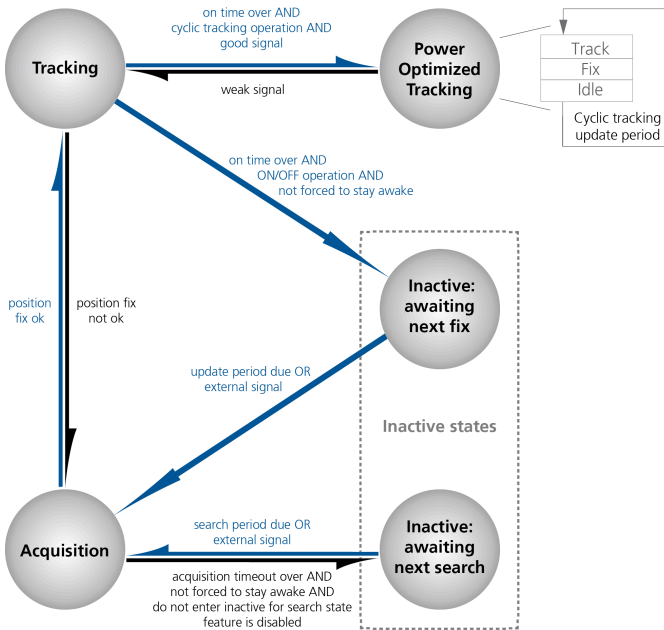 on time over AND
cyclic tracking operation AND
good signal
Tracking
Power
Optimized
Tracking
weak signal
Track
Fix
Idle
Cyclic tracking
update period
on time over AND
ON/OFF operation AND
not forced to stay awake
Inactive:
awaiting
next fix
position
fix ok
position fix
not ok
update period due OR
external signal
Inactive states
Acquisition
search period due OR
external signal
Inactive:
awaiting
next search
acquisition timeout over AND
not forced to stay awake AND
do not enter inactive for search state
feature is disabled